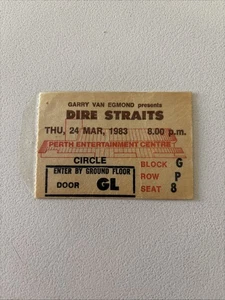 GARRY VAN EGMOND presents
DIRE STRAITS
THU, 24 MAR, 1983 8.00 p.m.
PERTH ENTERTAINMENT CENTRE
CIRCLE
BLOCK G
ENTER BY GROUND FLOOR
ROW P
DOOR GL
SEAT 8